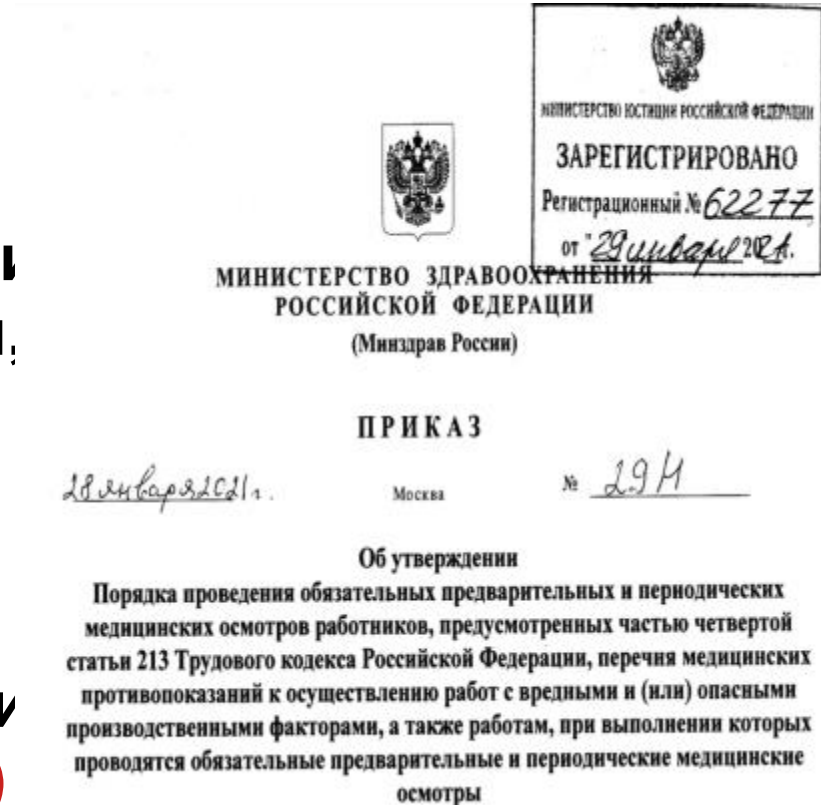 МИНИСТЕРСТВО ЮСТИЦИИ РОССИЙСКОЙ ФЕДЕРАЦИИ
ЗАРЕГИСТРИРОВАНО
Регистрационный № 62277
от "29 января 2021.
и
,
МИНИСТЕРСТВО ЗДРАВООХРАНЕНИЯ
РОССИЙСКОЙ ФЕДЕРАЦИИ
(Минздрав России)
ПРИКАЗ
28 января 2021г. Москва № 29Н
Об утверждении
Порядка проведения обязательных предварительных и периодических
медицинских осмотров работников, предусмотренных частью четвертой
статьи 213 Трудового кодекса Российской Федерации, перечня медицинских
противопоказаний к осуществлению работ с вредными и (или) опасными
производственными факторами, а также работам, при выполнении которых
проводятся обязательные предварительные и периодические медицинские
осмотры
)